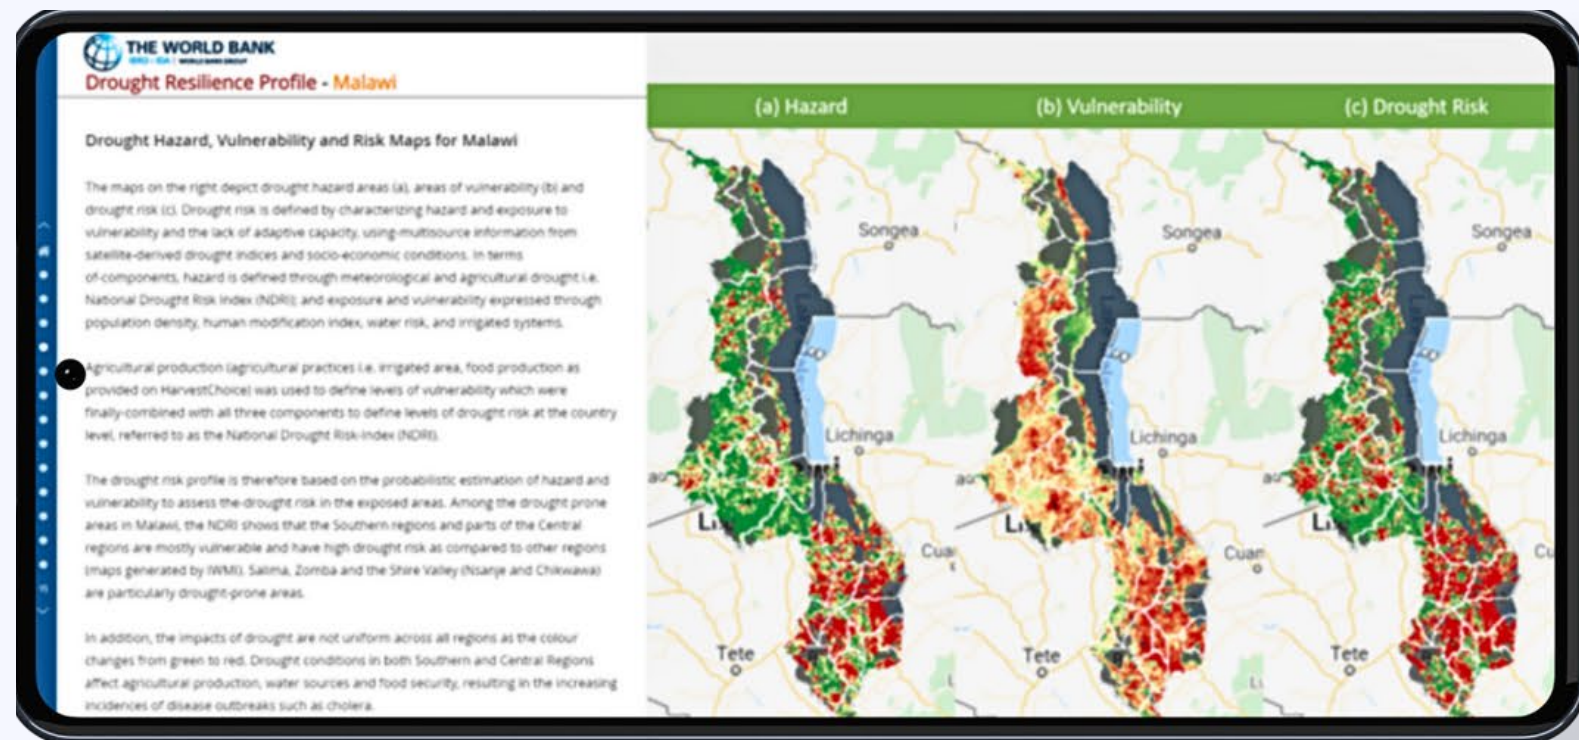 THE WORLD BANK
IBRD • IDA | WORLD BANK GROUP
Drought Resilience Profile - Malawi
Drought Hazard, Vulnerability and Risk Maps for Malawi
The maps on the right depict drought hazard areas (a), areas of vulnerability (b) and
drought risk (c). Drought risk is defined by characterizing hazard and exposure to
vulnerability and the lack of adaptive capacity, using-multisource information from
satellite-derived drought indices and socio-economic conditions. In terms
of-components, hazard is defined through meteorological and agricultural drought i.e.
National Drought Risk Index (NDRI); and exposure and vulnerability expressed through
population density, human modification index, water risk, and irrigated systems.
Agricultural production (agricultural practices i.e. irrigated area, food production as
provided on HarvestChoice) was used to define levels of vulnerability which were
finally-combined with all three components to define levels of drought risk at the country
level, referred to as the National Drought Risk-Index (NDRI).
The drought risk profile is therefore based on the probabilistic estimation of hazard and
vulnerability to assess the-drought risk in the exposed areas. Among the drought prone
areas in Malawi, the NDRI shows that the Southern regions and parts of the Central
regions are mostly vulnerable and have high drought risk as compared to other regions
(maps generated by IWMI). Salima, Zomba and the Shire Valley (Nsanje and Chikwawa)
are particularly drought-prone areas.
In addition, the impacts of drought are not uniform across all regions as the colour
changes from green to red. Drought conditions in both Southern and Central Regions
affect agricultural production, water sources and food security, resulting in the increasing
incidences of disease outbreaks such as cholera.
(a) Hazard
Songea
Lichinga
Li
Cua
Tete
(b) Vulnerability
Songea
Lichinga
Li
Cuan
Tete
(c) Drought Risk
Songea
Lichinga
Li
Cu
Tete